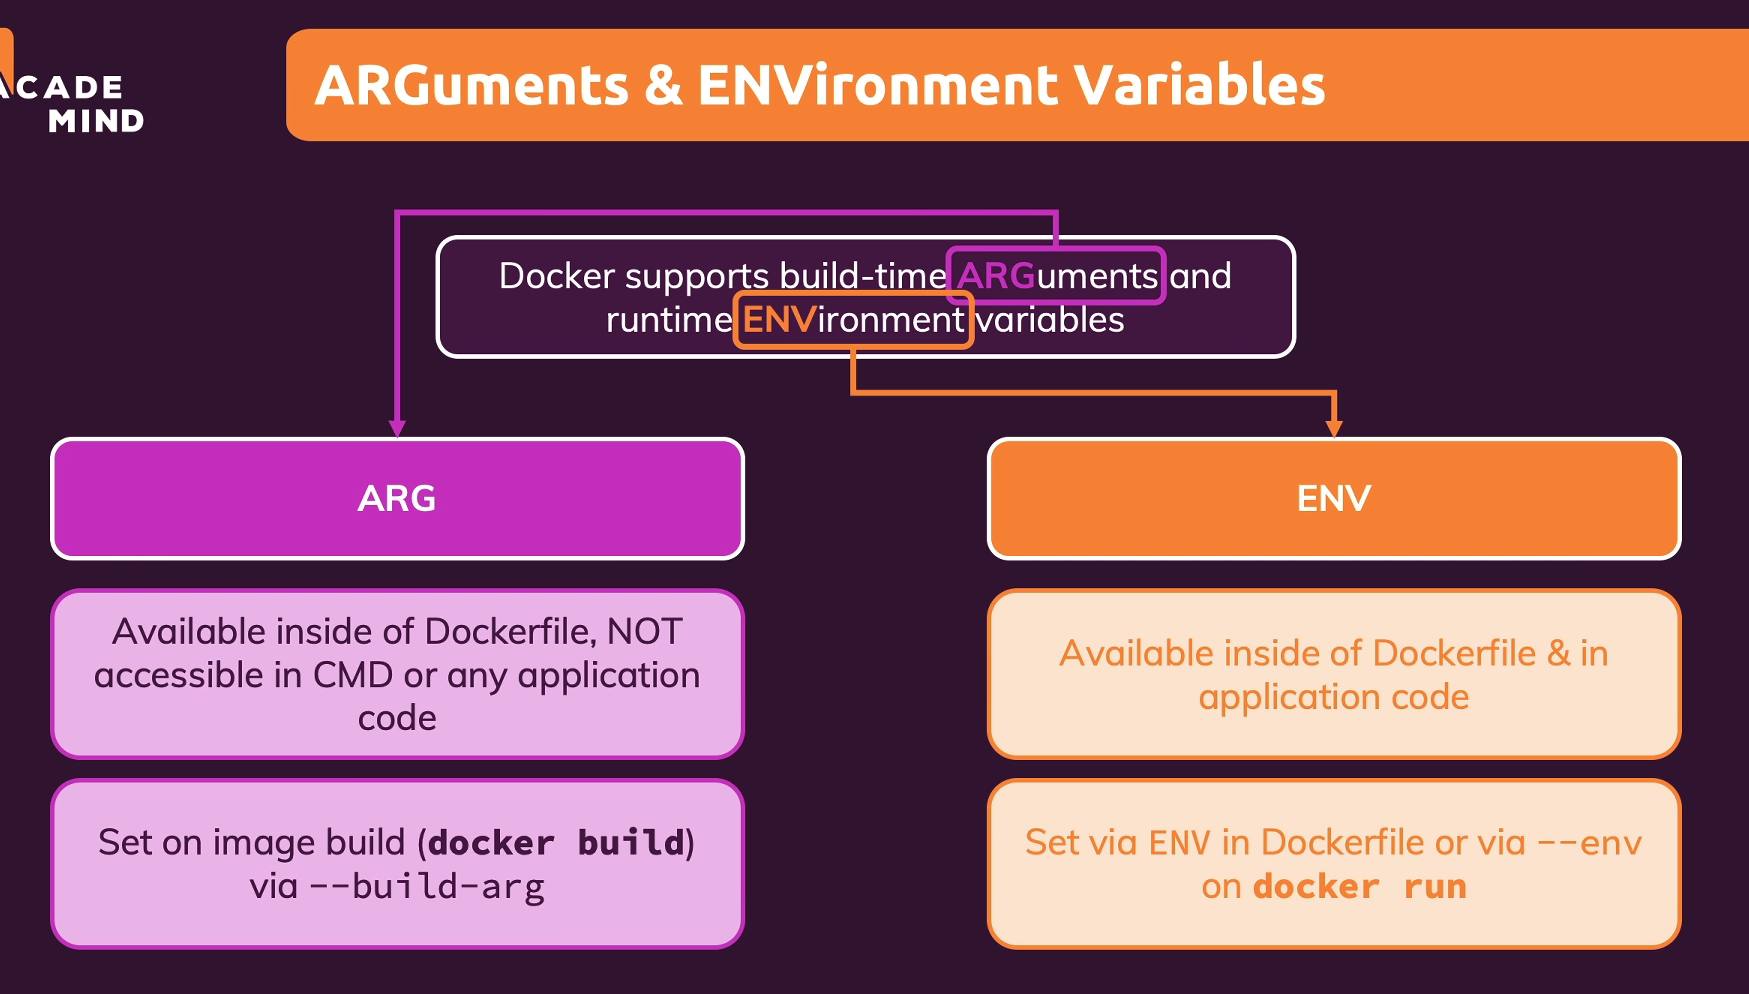 ACADE
MIND
ARGuments & ENVironment Variables
Docker supports build-time ARGuments and
runtime ENVironment variables
ARG
Available inside of Dockerfile, NOT
accessible in CMD or any application
code
Set on image build (docker build)
via --build-arg
ENV
Available inside of Dockerfile & in
application code
Set via ENV in Dockerfile or via --env
on docker run